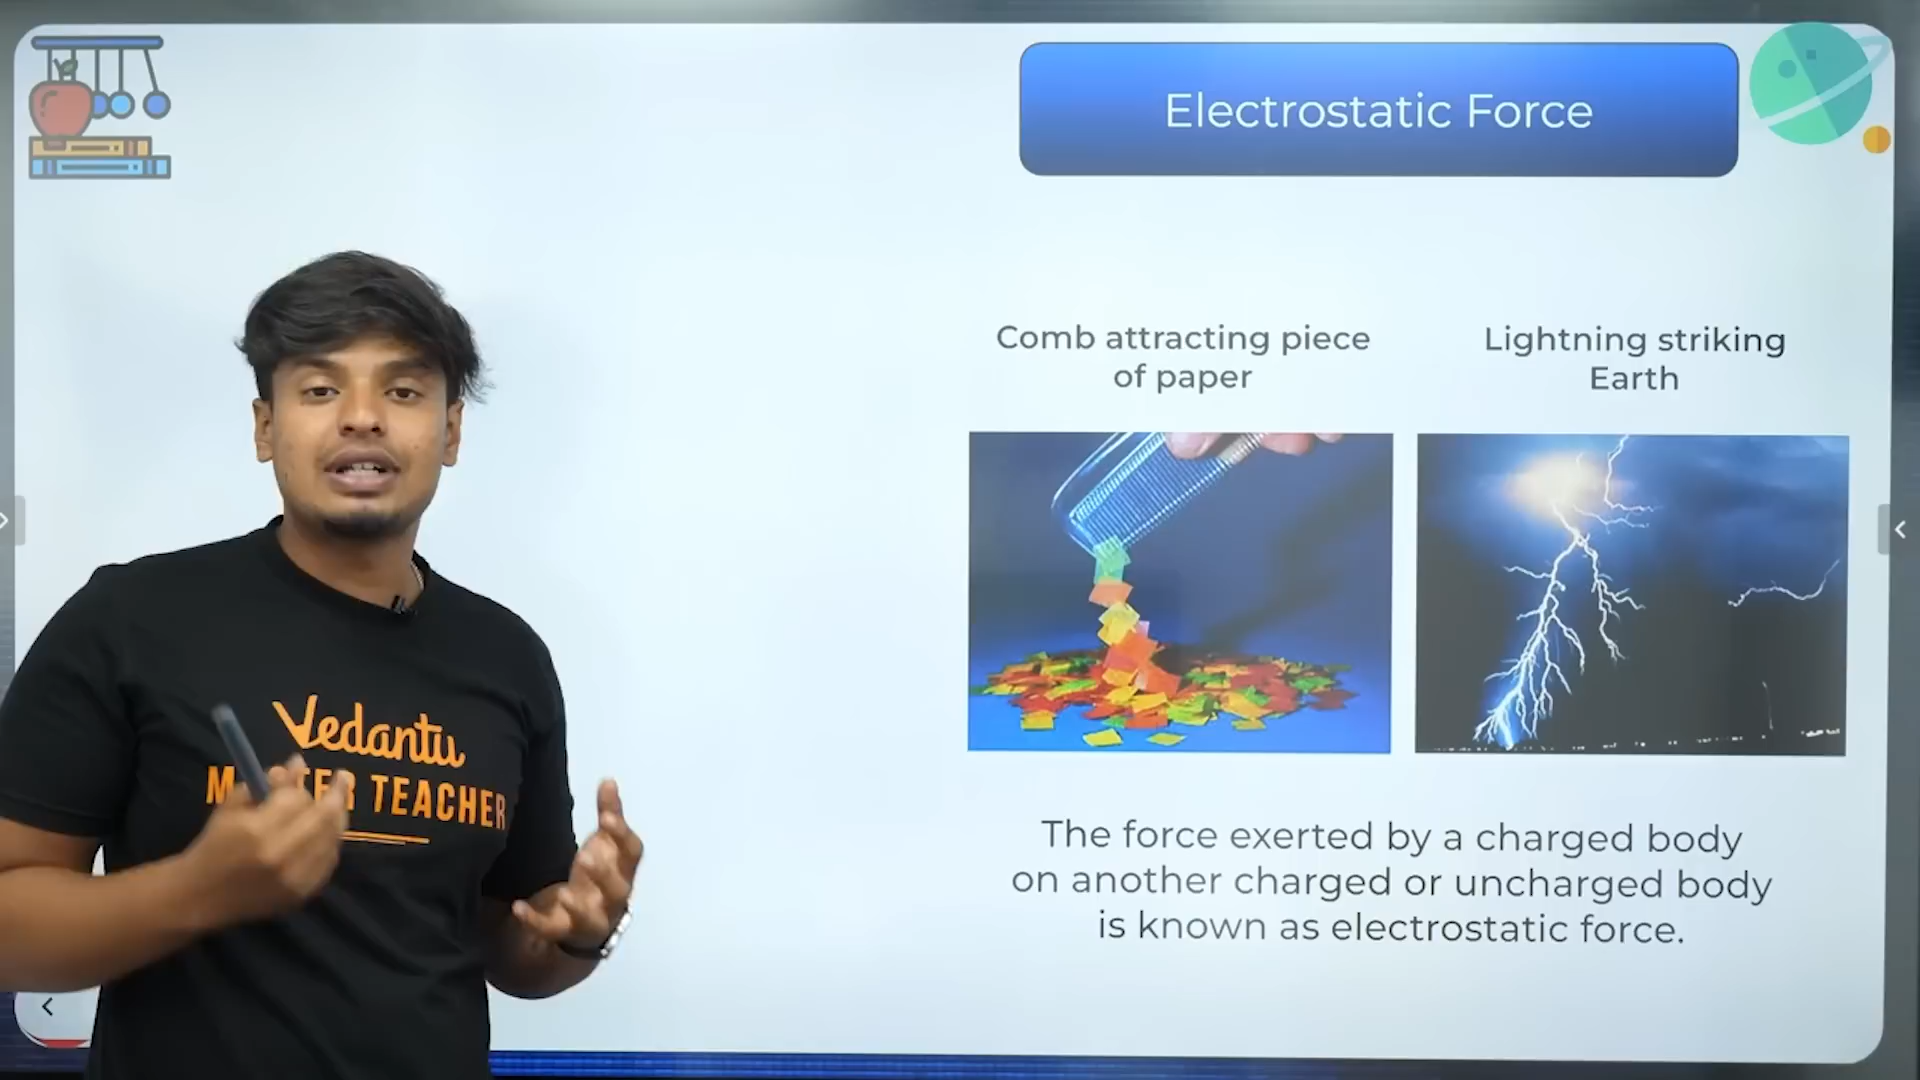 Electrostatic Force
Comb attracting piece
of paper
Lightning striking
Earth
The force exerted by a charged body
on another charged or uncharged body
is known as electrostatic force.
Vedantu
TEACHER